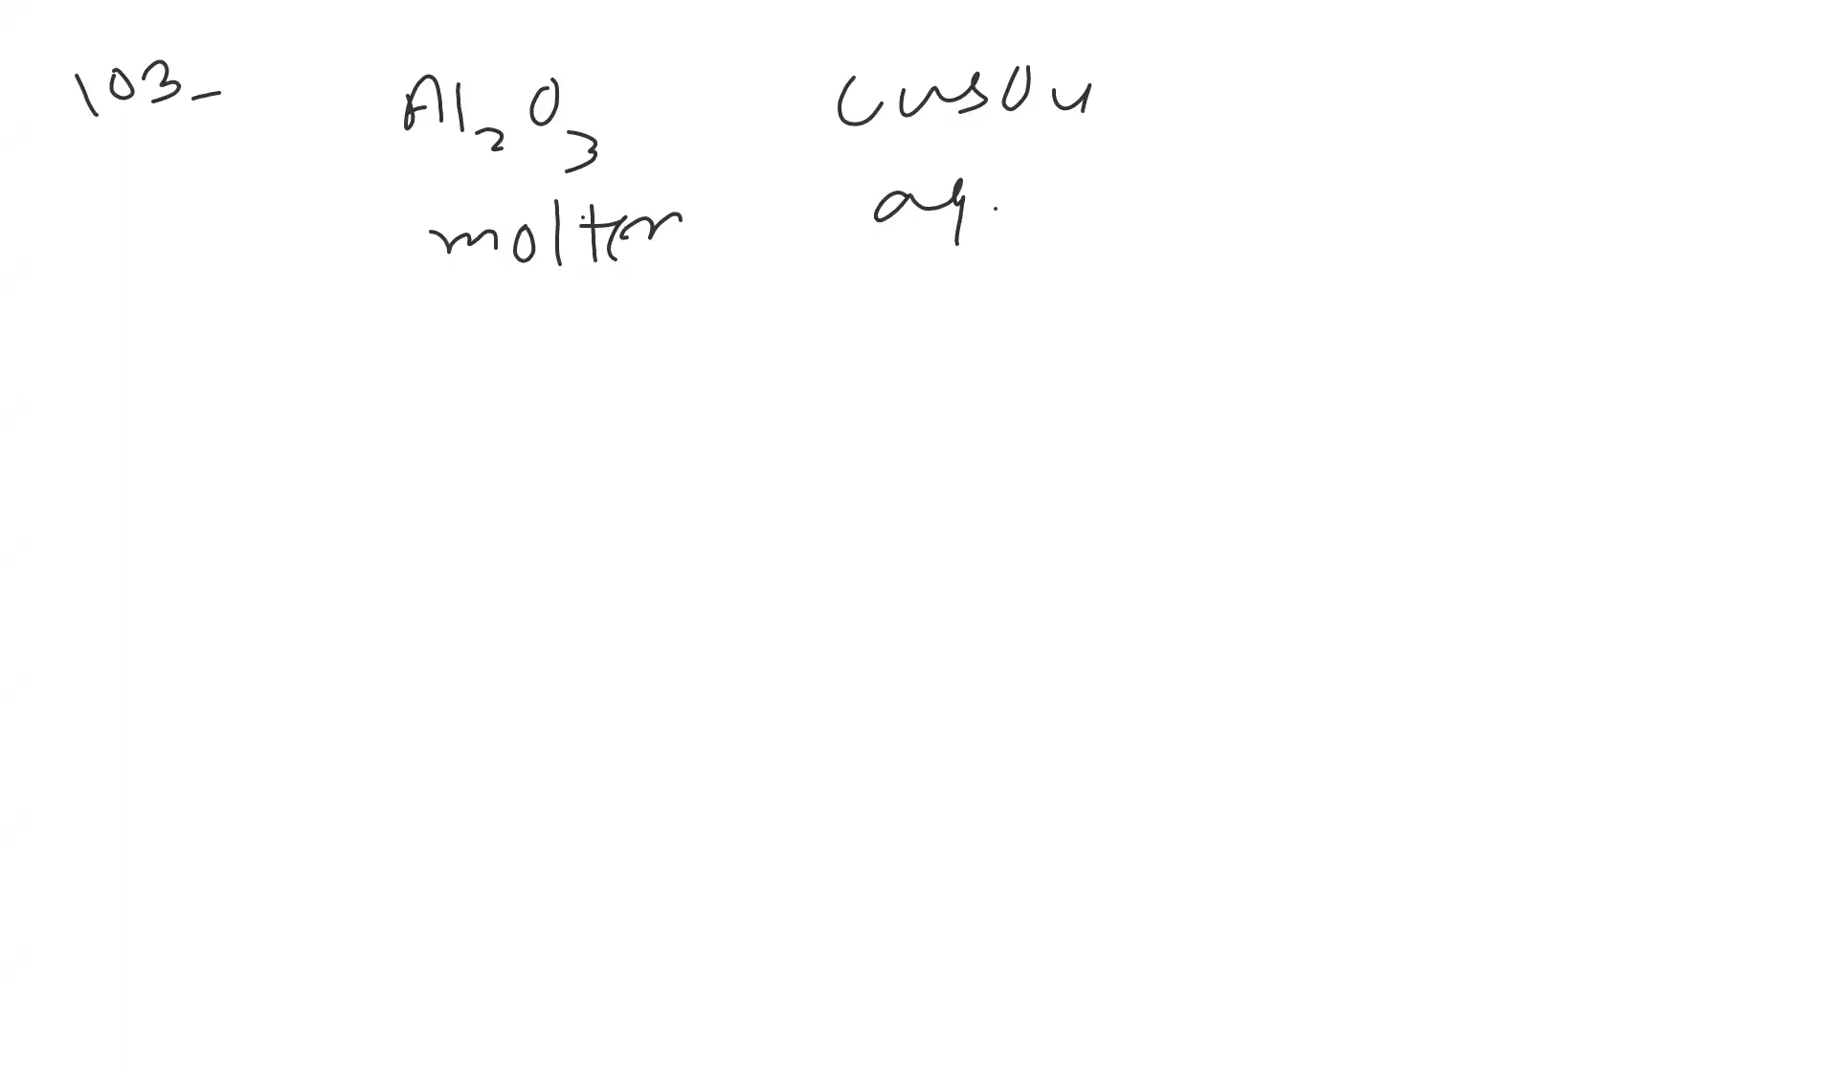 103- Al₂O₃ CuSO4
molten aq.